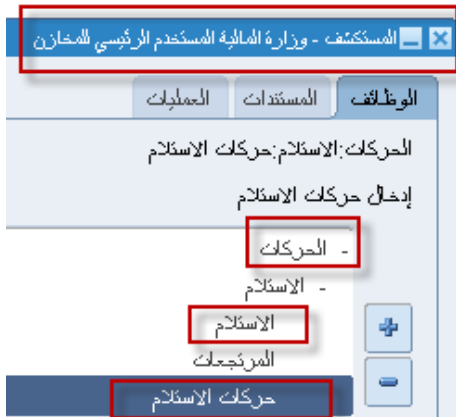 المستكشف - وزارة المالية المستخدم الرئيسي للمخازن
الوظائف المستندات العمليات
الحركات:الاستلام:حركات الاستلام
إدخال حركات الاستلام
- الحركات
- الاستلام
الاستلام
المرتجعات
حركات الاستلام